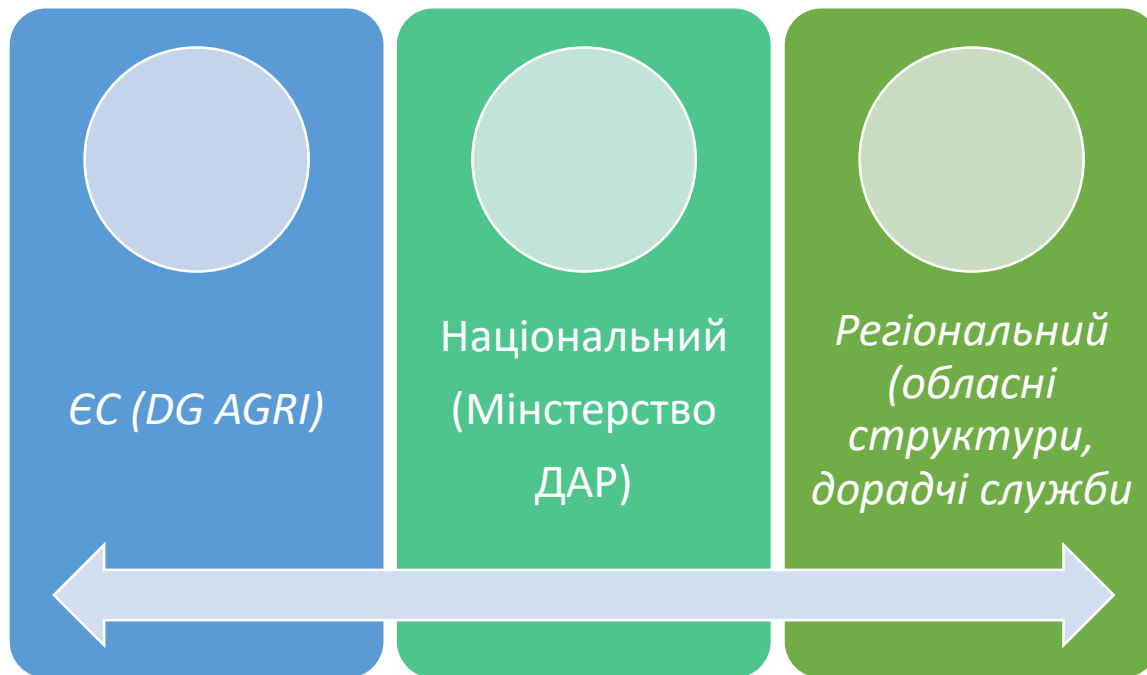 ЄС (DG AGRI)
Національний
(Мінстерство
ДАР)
Регіональний
(обласні
структури,
дорадчі служби